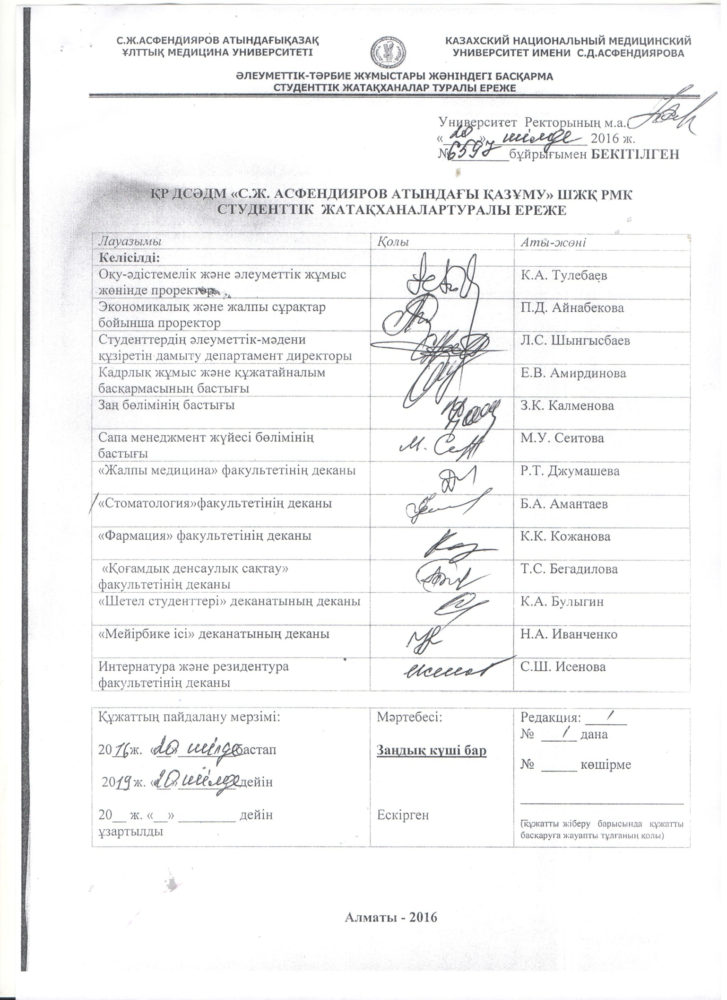 С.Ж.АСФЕНДИЯРОВ АТЫНДАҒЫҚАЗАҚ
ҰЛТТЫҚ МЕДИЦИНА УНИВЕРСИТЕТІ
КАЗАХСКИЙ НАЦИОНАЛЬНЫЙ МЕДИЦИНСКИЙ
УНИВЕРСИТЕТ ИМЕНИ С.Д.АСФЕНДИЯРОВА
ӘЛЕУМЕТТІК-ТӘРБИЕ ЖҰМЫСТАРЫ ЖӘНІНДЕГІ БАСҚАРМА
СТУДЕНТТІК ЖАТАҚХАНАЛАР ТУРАЛЫ ЕРЕЖЕ
Университет Ректорының м.а.
«20» шілде 2016 ж.
№ бұйрығымен БЕКІТІЛГЕН
ҚР ДСӘДМ «С.Ж. АСФЕНДИЯРОВ АТЫНДАҒЫ ҚАЗҰМУ» ШЖҚ РМК
СТУДЕНТТІК ЖАТАҚХАНАЛАРТУРАЛЫ ЕРЕЖЕ
Лауазымы Қолы Аты-жөні
Келісілді:
Оқу-әдістемелік және әлеуметтік жұмыс К.А. Тулебаев
жөнінде проректор
Экономикалық және жалпы сұрақтар П.Д. Айнабекова
бойынша проректор
Студенттердің әлеуметтік-мәдени Л.С. Шынгысбаев
құзіретін дамыту департамент директоры
Кадрлық жұмыс және құжатайналым Е.В. Амирдинова
басқармасының бастығы
Заң бөлімінің бастығы З.К. Калменова
Сапа менеджмент жүйесі бөлімінің М.У. Сеитова
бастығы
«Жалпы медицина» факультетінің деканы Р.Т. Джумашева
«Стоматология»факультетінің деканы Б.А. Амантаев
«Фармация» факультетінің деканы К.К. Кожанова
«Қоғамдық денсаулық сақтау» Т.С. Бегадилова
факультетінің деканы
«Шетел студенттері» деканатының деканы К.А. Булыгин
«Мейірбике ісі» деканатының деканы Н.А. Иванченко
Интернатура және резидентура С.Ш. Исенова
факультетінің деканы
Құжаттың пайдалану мерзімі:
2016 ж. «20» шілде бастап
2019 ж. «20» шілде дейін
20__ ж. «__» _________ дейін
ұзартылды
Мәртебесі:
Заңдық күші бар
Ескірген
Редакция: 1
№ 1 дана
№ ______ көшірме
(құжатты жіберу барысында құжатты
басқаруға жауапты тұлғаның қолы)
Алматы - 2016